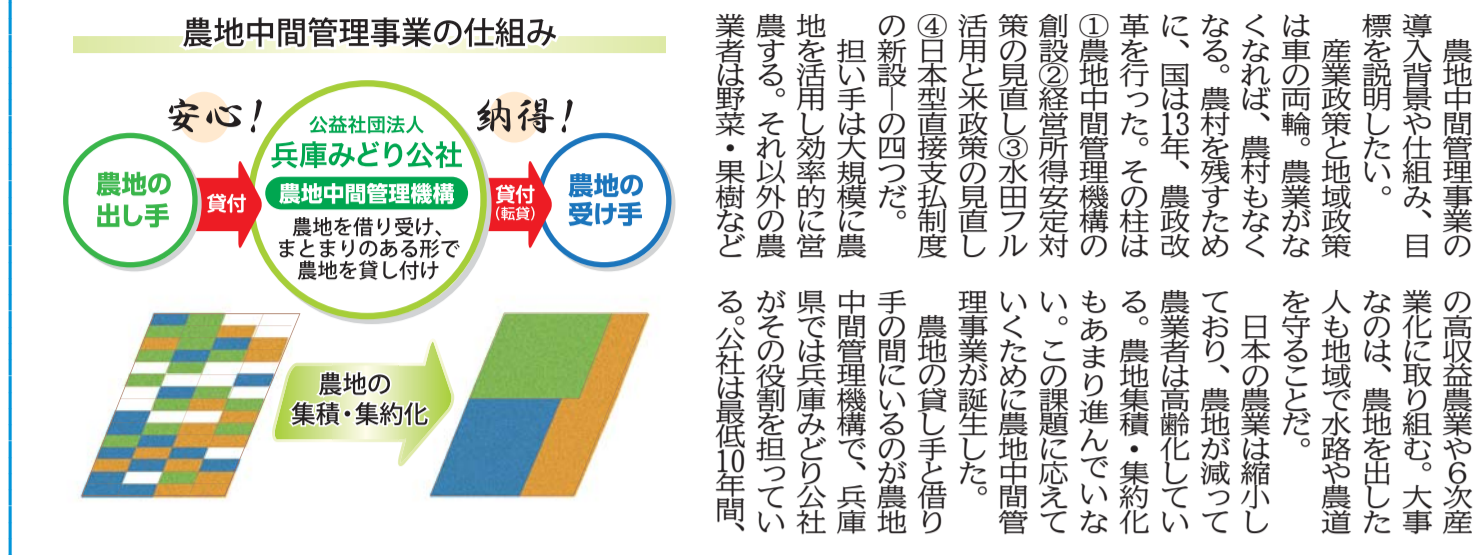 農地中間管理事業の仕組み
安心!
納得!
農地の
出し手
貸付
公益社団法人
兵庫みどり公社
農地中間管理機構
農地を借り受け、
まとまりのある形で
農地を貸し付け
貸付
(転貸)
農地の
受け手
農地の
集積・集約化
農地中間管理事業の
導入背景や仕組み、目
標を説明したい。
産業政策と地域政策
は車の両輪。農業がな
くなれば、農村もなく
なる。農村を残すため
に、国は13年、農政改
革を行った。その柱は
①農地中間管理機構の
創設②経営所得安定対
策の見直し③水田フル
活用と米政策の見直し
④日本型直接支払制度
の新設―の四つだ。
担い手は大規模に農
地を活用し効率的に営
農する。それ以外の農
業者は野菜・果樹など
の高収益農業や6次産
業化に取り組む。大事
なのは、農地を出した
人も地域で水路や農道
を守ることだ。
日本の農業は縮小し
ており、農地が減って
農業者は高齢化してい
る。農地集積・集約化
もあまり進んでいな
い。この課題に応えて
いくために農地中間管
理事業が誕生した。
農地の貸し手と借り
手の間にいるのが農地
中間管理機構で、兵庫
県では兵庫みどり公社
がその役割を担ってい
る。公社は最低10年間、